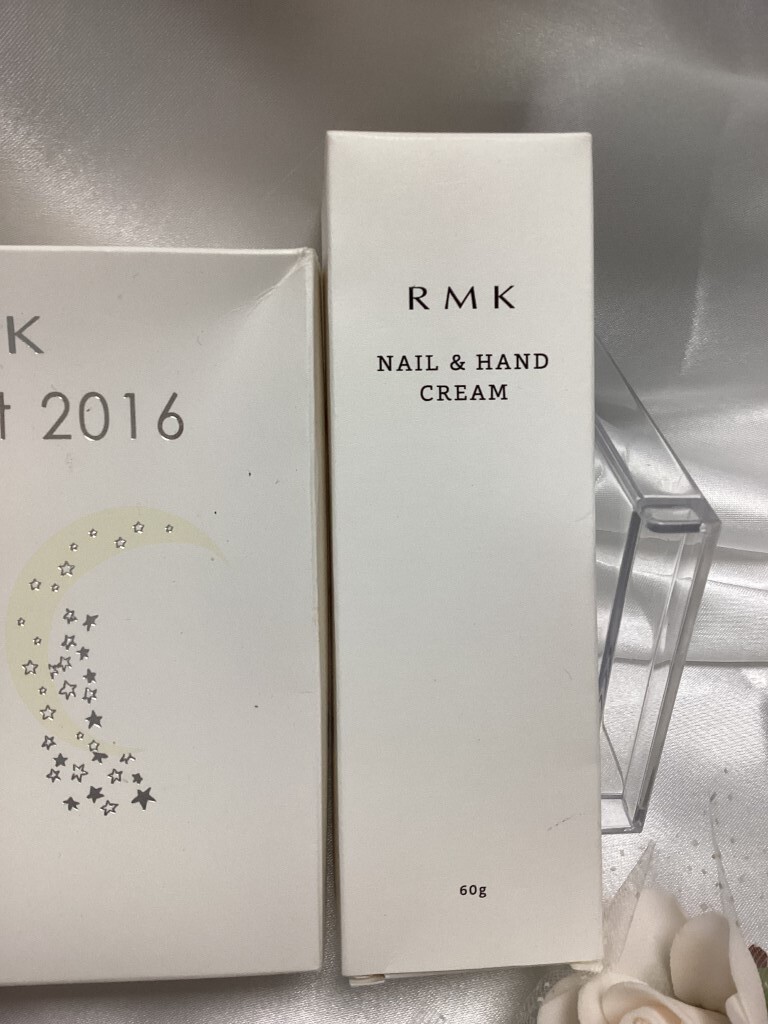 K
t 2016
RMK
NAIL & HAND
CREAM
60g